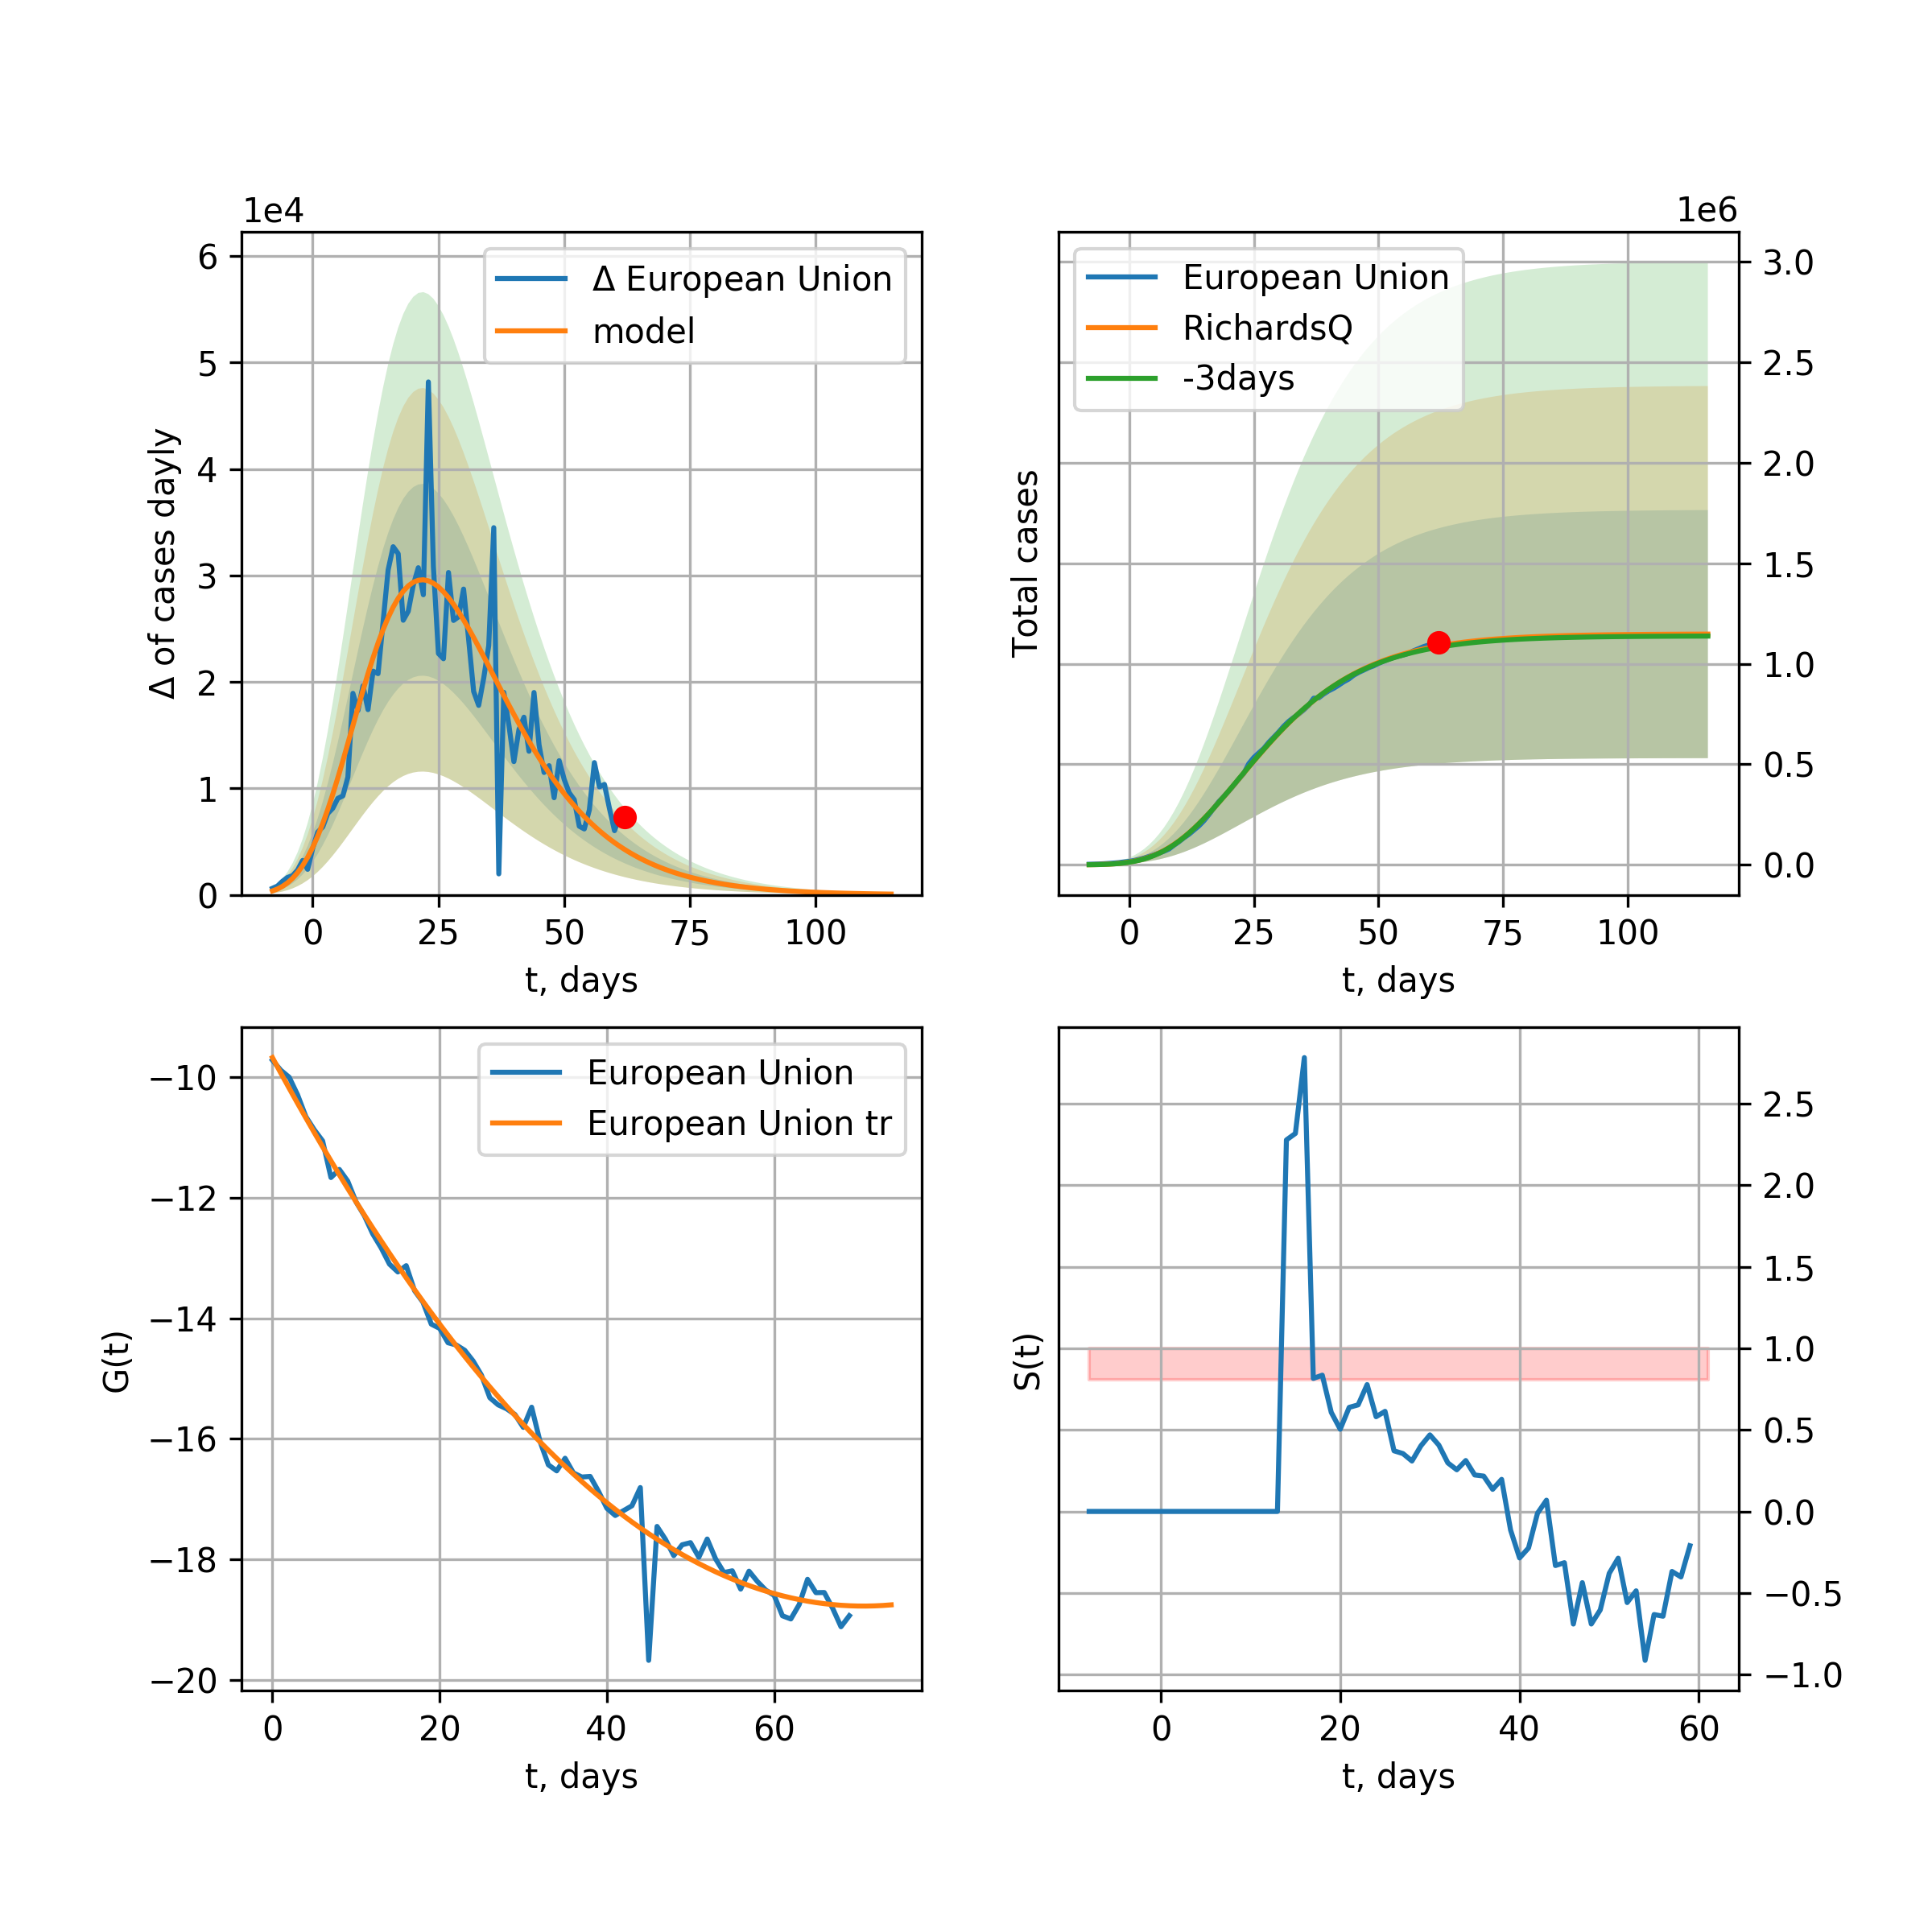 1e4
Δ of cases dayly
6
5
4
3
2
1
0
Δ European Union
model
0 25 50 75 100
t, days
1e6
Total cases
European Union
RichardsQ
-3days
3.0
2.5
2.0
1.5
1.0
0.5
0.0
0 25 50 75 100
t, days
G(t)
−10
−12
−14
−16
−18
−20
European Union
European Union tr
0 20 40 60
t, days
S(t)
2.5
2.0
1.5
1.0
0.5
0.0
−0.5
−1.0
0 20 40 60
t, days